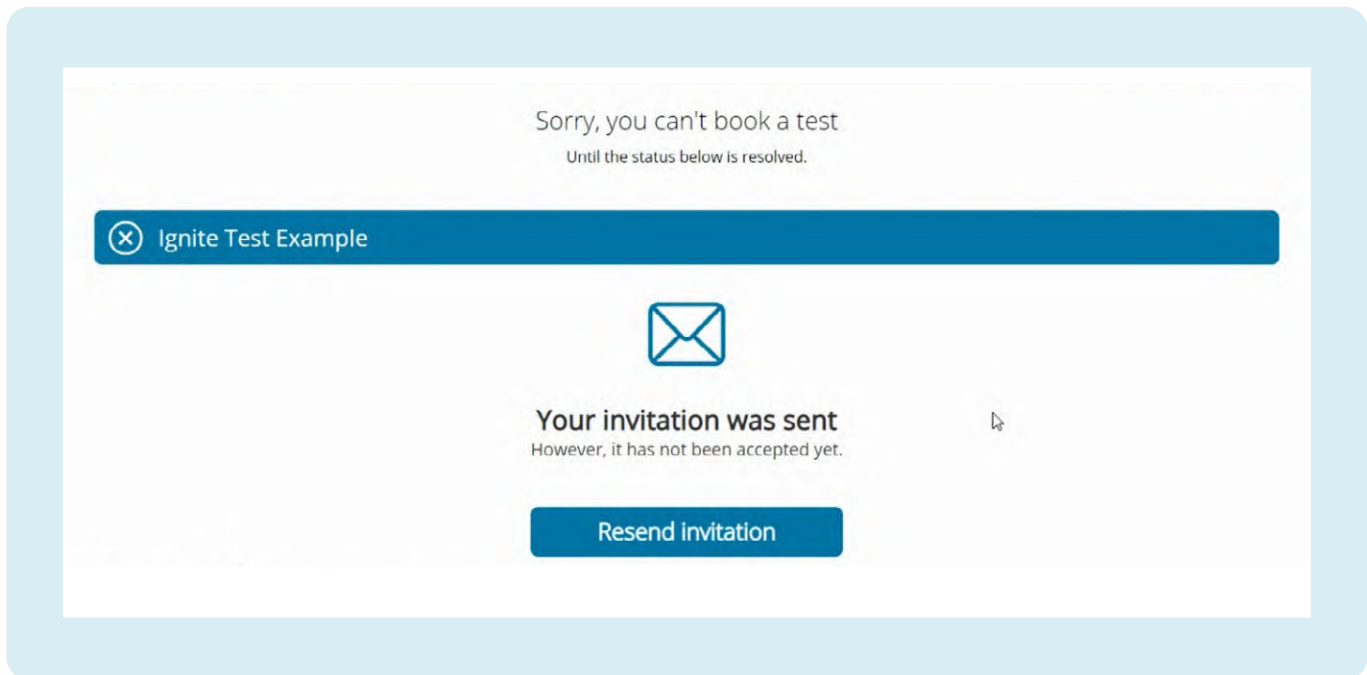 Sorry, you can't book a test
Until the status below is resolved.
Ignite Test Example
Your invitation was sent
However, it has not been accepted yet.
Resend invitation